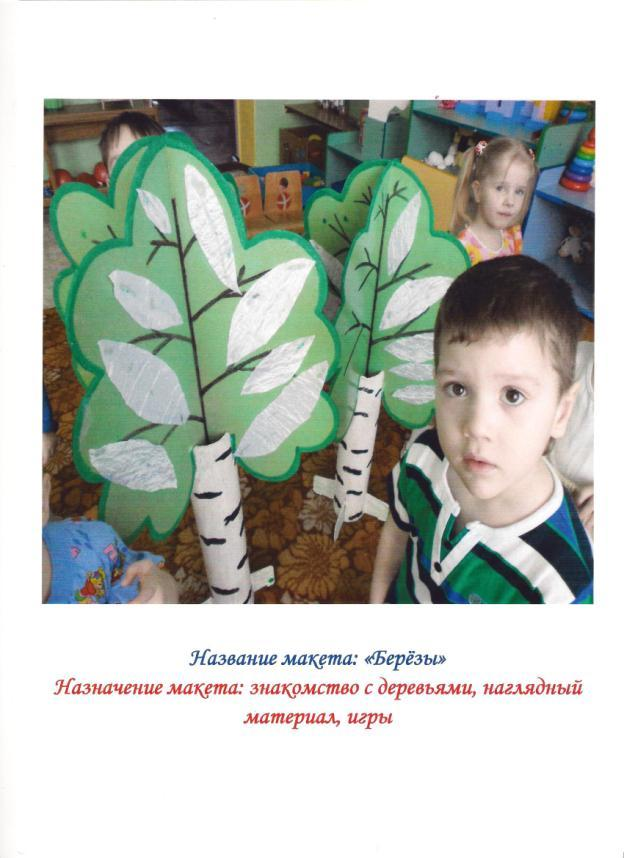 Название макета: «Берёзы»
Назначение макета: знакомство с деревьями, наглядный
материал, игры